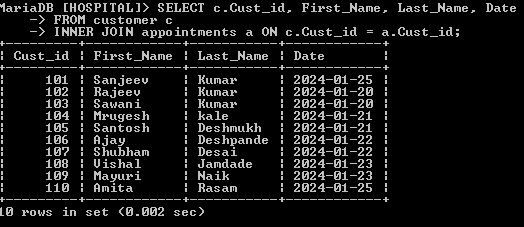 MariaDB [HOSPITAL]> SELECT c.Cust_id, First_Name, Last_Name, Date
    -> FROM customer c
    -> INNER JOIN appointments a ON c.Cust_id = a.Cust_id;
+---------+------------+-----------+------------+
| Cust_id | First_Name | Last_Name | Date       |
+---------+------------+-----------+------------+
|     101 | Sanjeev    | Kumar     | 2024-01-25 |
|     102 | Rajeev     | Kumar     | 2024-01-20 |
|     103 | Sawani     | Kumar     | 2024-01-20 |
|     104 | Mrugesh    | kale      | 2024-01-21 |
|     105 | Santosh    | Deshmukh  | 2024-01-21 |
|     106 | Ajay       | Deshpande | 2024-01-22 |
|     107 | Shubham    | Desai     | 2024-01-22 |
|     108 | Vishal     | Jamdade   | 2024-01-23 |
|     109 | Mayuri     | Naik      | 2024-01-23 |
|     110 | Amita      | Rasam     | 2024-01-25 |
+---------+------------+-----------+------------+
10 rows in set (0.002 sec)